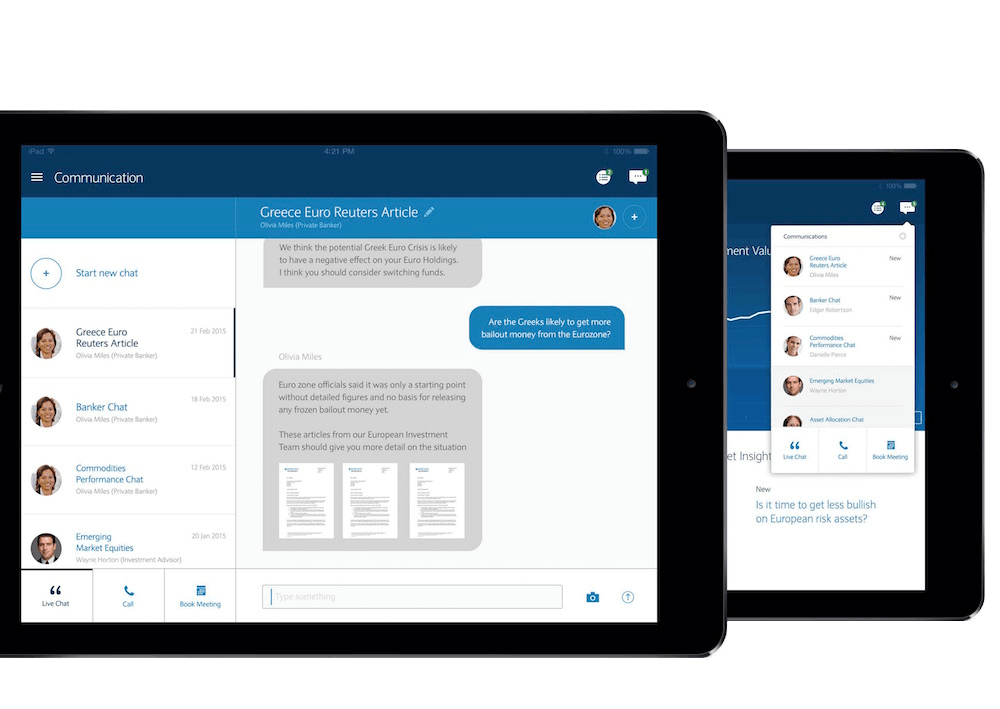 iPad
4:21 PM
100%
Communication
Greece Euro Reuters Article
Olivia Miles (Private Banker)
Start new chat
Greece Euro
Reuters Article
21 Feb 2015
Olivia Miles (Private Banker)
Banker Chat
18 Feb 2015
Olivia Miles (Private Banker)
Commodities
Performance Chat
12 Feb 2015
Olivia Miles (Private Banker)
Emerging
Market Equities
20 Jan 2015
Wayne Horton (Investment Advisor)
Live Chat
Call
Book Meeting
We think the potential Greek Euro Crisis is likely
to have a negative effect on your Euro Holdings.
I think you should consider switching funds.
Are the Greeks likely to get more
bailout money from the Eurozone?
Olivia Miles
Euro zone officials said it was only a starting point
without detailed figures and no basis for releasing
any frozen bailout money yet.
These articles from our European Investment
Team should give you more detail on the situation
Type something
100%
ment Valu
Communications
Greece Euro
Reuters Article
New
Olivia Miles
Banker Chat
New
Edgar Robertson
Commodities
Performance Chat
New
Danielle Pierce
Emerging Market Equities
Wayne Horton
Asset Allocation Chat
Live Chat
Call
Book Meeting
et Insight
New
Is it time to get less bullish
on European risk assets?